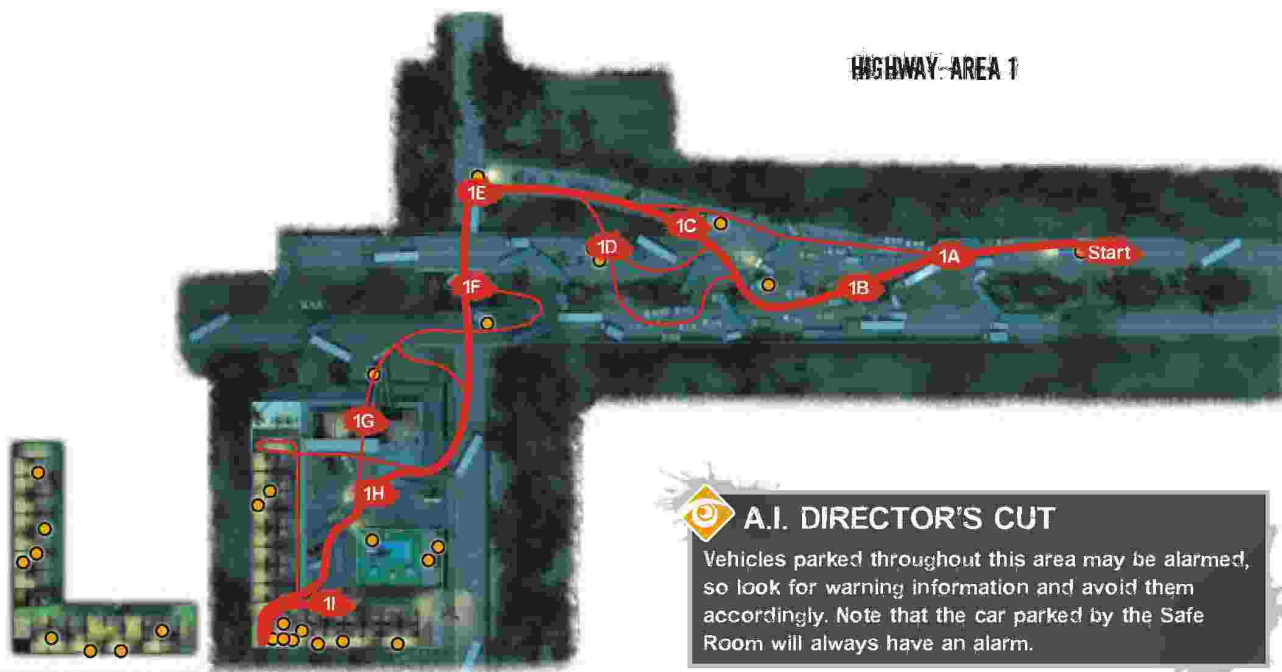 HIGHWAY: AREA 1
1E
1C
1D
1A
Start
1F
1B
1G
1H
1I
A.I. DIRECTOR'S CUT
Vehicles parked throughout this area may be alarmed,
so look for warning information and avoid them
accordingly. Note that the car parked by the Safe
Room will always have an alarm.